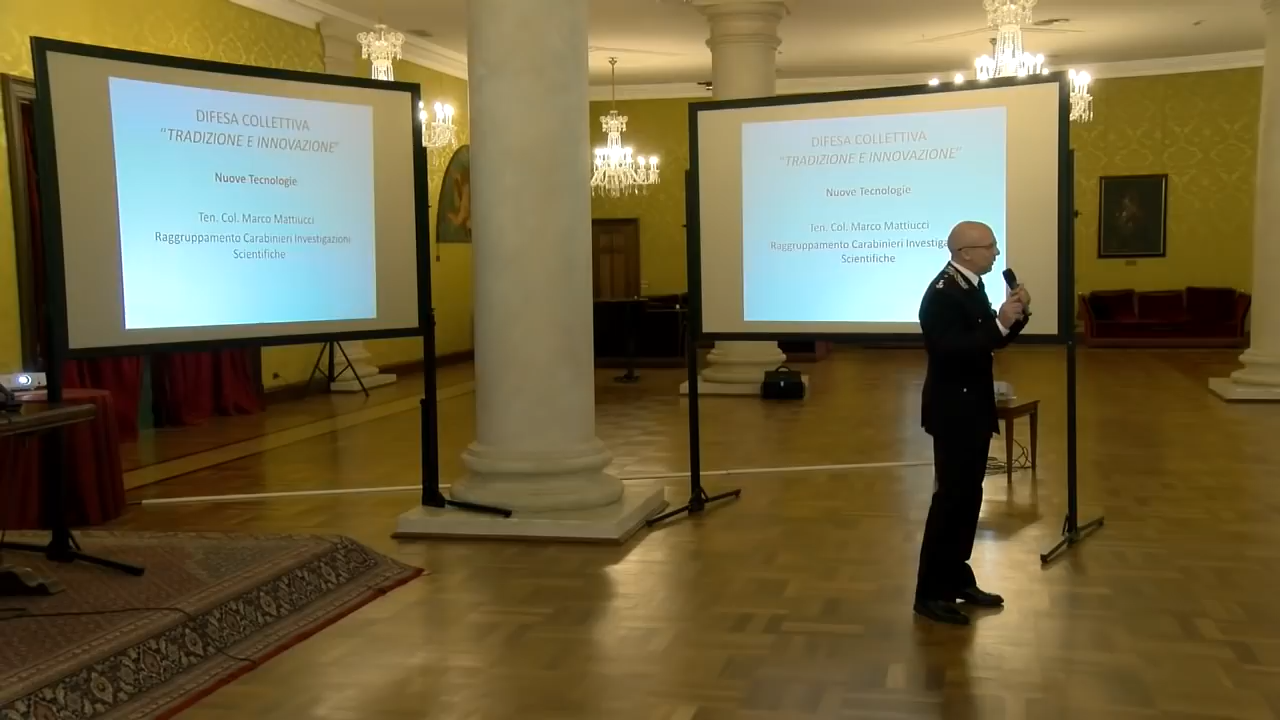 DIFESA COLLETTIVA
"TRADIZIONE E INNOVAZIONE"
Nuove Tecnologie
Ten. Col. Marco Mattiucci
Raggruppamento Carabinieri Investigazioni
Scientifiche
DIFESA COLLETTIVA
"TRADIZIONE E INNOVAZIONE"
Nuove Tecnologie
Ten. Col. Marco Mattiucci
Raggruppamento Carabinieri Investiga
Scientifiche